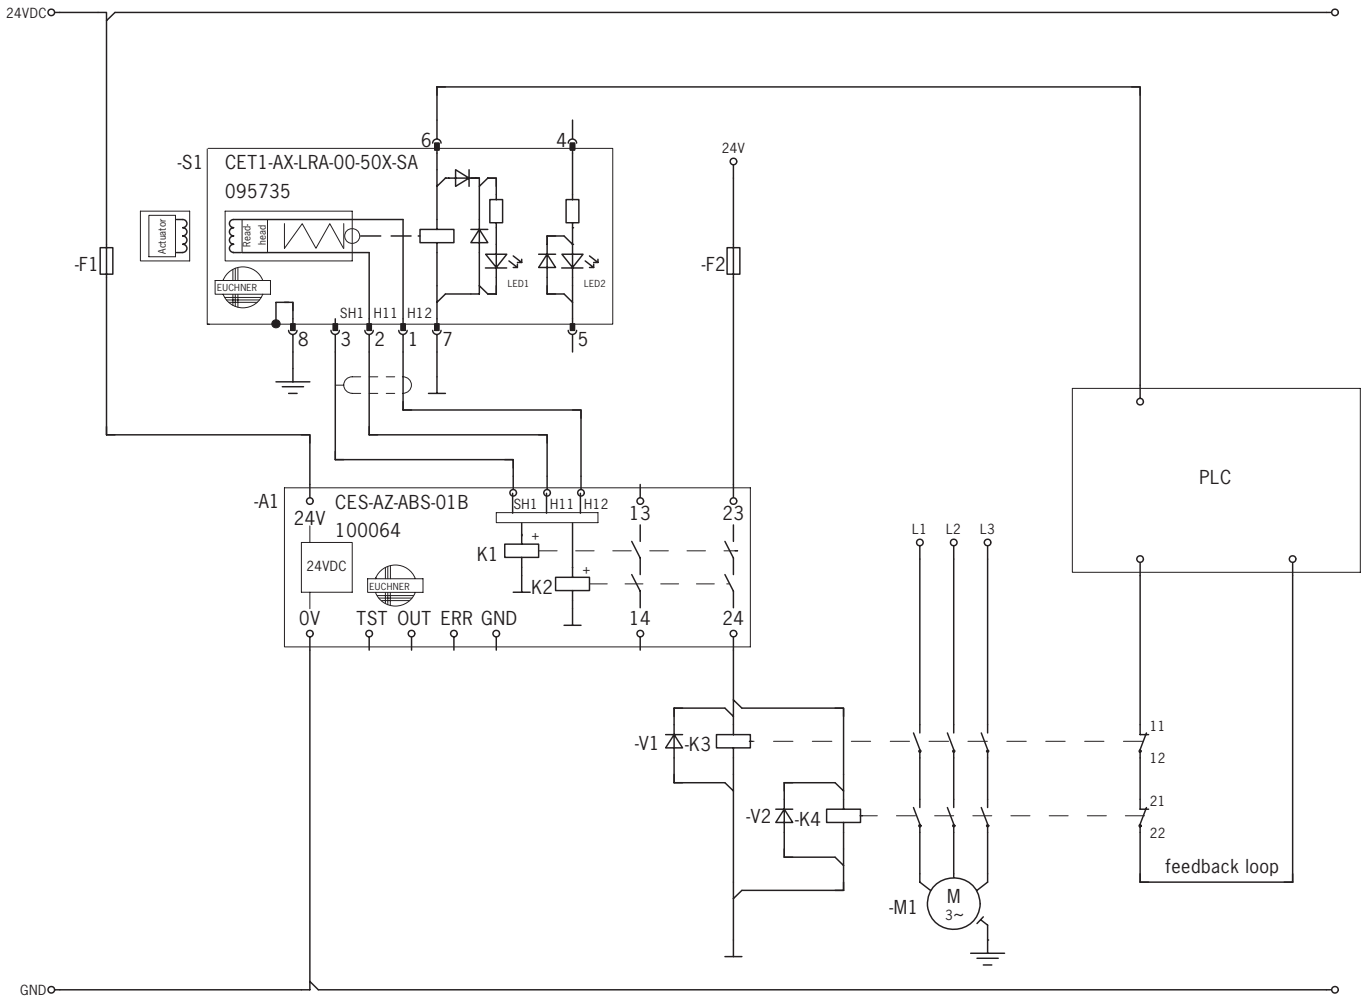 24VDC
6
4
-S1
CET1-AX-LRA-00-50X-SA
095735
24V
Actuator
Read-
head
-F1
-F2
EUCHNER
LED1
LED2
SH1
H11
H12
8
3
2
1
7
5
PLC
-A1
CES-AZ-ABS-01B
100064
24V
SH1
H11
H12
13
23
L1
L2
L3
K1
+
24VDC
K2
+
EUCHNER
0V
TST
OUT
ERR
GND
14
24
11
-V1
-K3
12
21
-V2
-K4
22
feedback loop
-M1
M
3~
GND